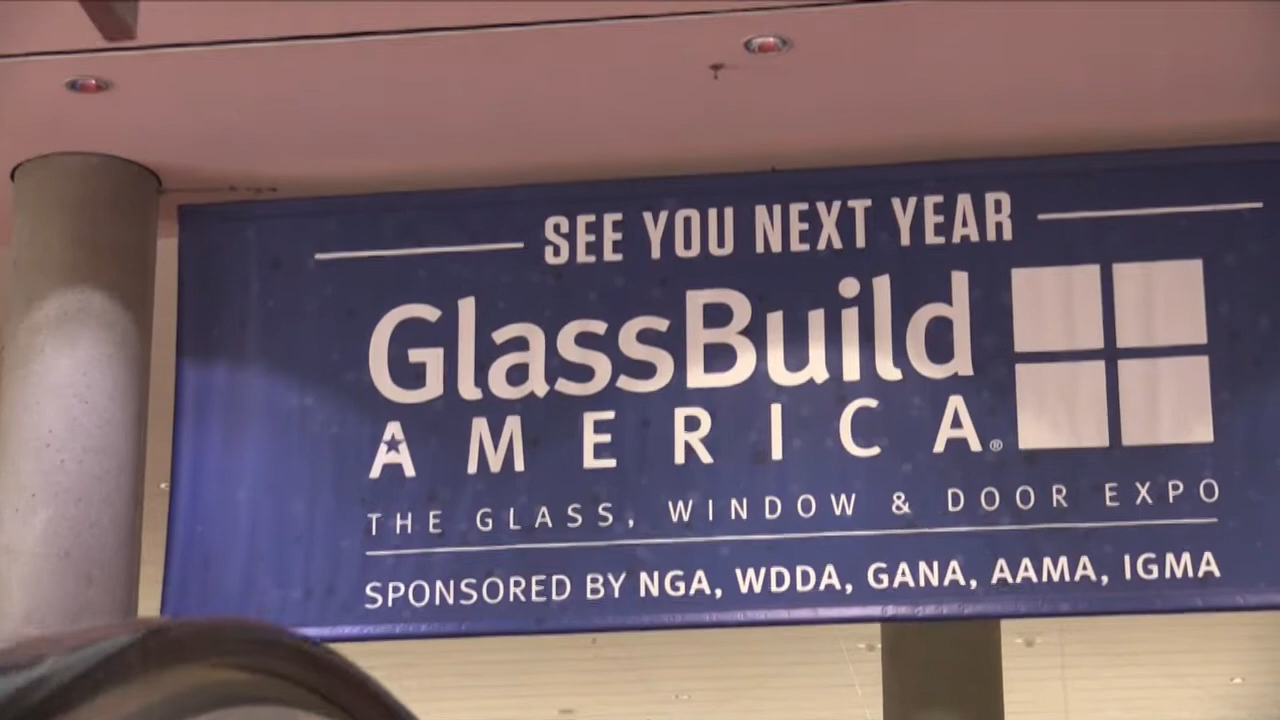 SEE YOU NEXT YEAR
GlassBuild
AMERICA®
THE GLASS, WINDOW & DOOR EXPO
SPONSORED BY NGA, WDDA, GANA, AAMA, IGMA